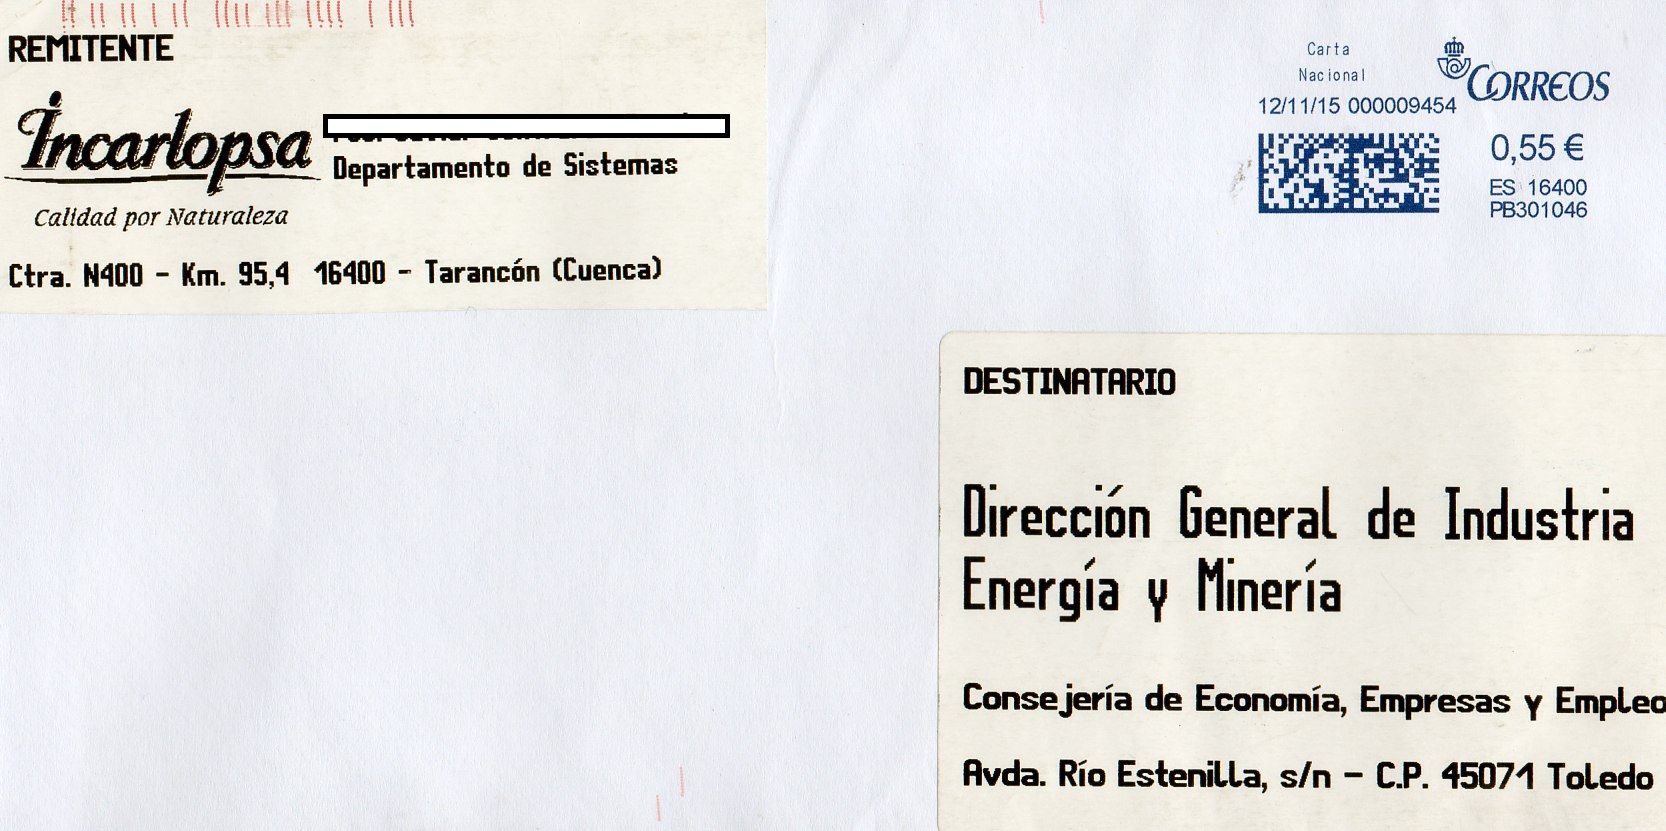 REMITENTE
Incarlopsa
Departamento de Sistemas
Calidad por Naturaleza
Ctra. N400 - Km. 95,4 16400 - Tarancón (Cuenca)
Carta
Nacional
CORREOS
12/11/15 000009454
0,55 €
ES 16400
PB301046
DESTINATARIO
Dirección General de Industria
Energía y Minería
Consejería de Economía, Empresas y Empleo
Avda. Río Estenilla, s/n - C.P. 45071 Toledo